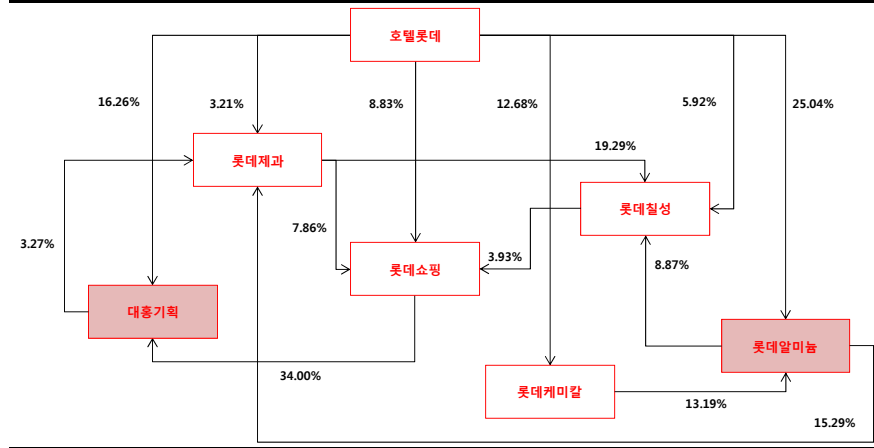 호텔롯데
16.26%
3.21%
8.83%
12.68%
5.92%
25.04%
19.29%
롯데제과
롯데칠성
7.86%
3.27%
3.93%
롯데쇼핑
8.87%
대홍기획
롯데알미늄
34.00%
롯데케미칼
13.19%
15.29%